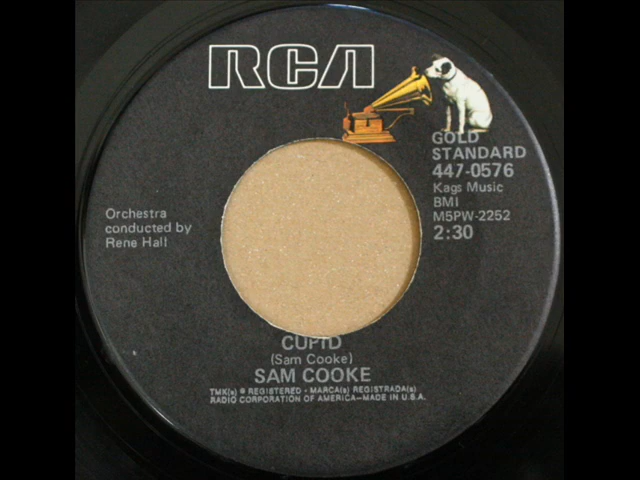 RCA
GOLD
STANDARD
447-0576
Kags Music
BMI
M5PW-2252
2:30
Orchestra
conducted by
Rene Hall
CUPID
(Sam Cooke)
SAM COOKE
TMK(s) ® REGISTERED • MARCA(s) REGISTRADA(s)
RADIO CORPORATION OF AMERICA—MADE IN U.S.A.